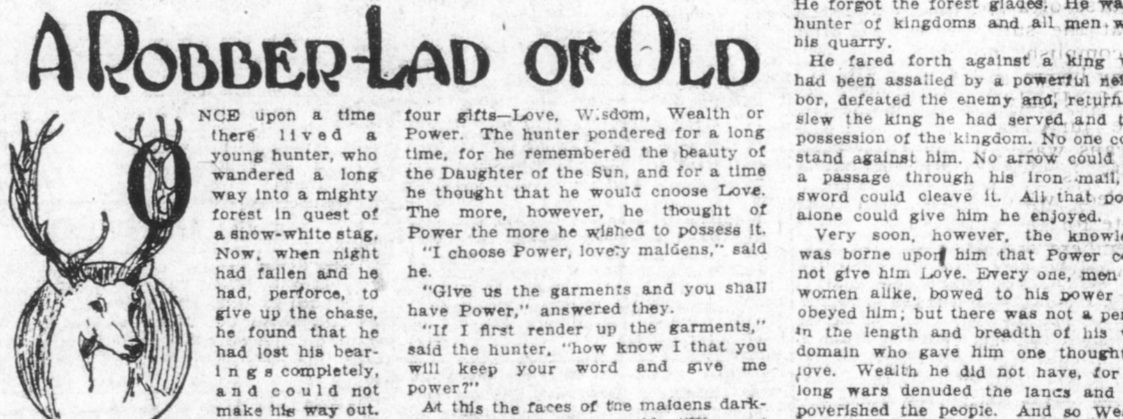 A ROBBER-LAD OF OLD
ONCE upon a time
there lived a
young hunter, who
wandered a long
way into a mighty
forest in quest of
a snow-white stag.
Now, when night
had fallen and he
had, perforce, to
give up the chase,
he found that he
had lost his bear-
ings completely,
and could not
make his way out.
four gifts—Love, Wisdom, Wealth or
Power. The hunter pondered for a long
time, for he remembered the beauty of
the Daughter of the Sun, and for a time
he thought that he would choose Love.
The more, however, he thought of
Power the more he wished to possess it.
"I choose Power, lovely maidens," said
he.
"Give us the garments and you shall
have Power," answered they.
"If I first render up the garments,"
said the hunter, "how know I that you
will keep your word and give me
power?"
At this the faces of the maidens dark-
He forgot the forest glades. He
hunter of kingdoms and all men
his quarry.
He fared forth against a king
had been assailed by a powerful
bor, defeated the enemy and,
slew the king he had served and
possession of the kingdom. No one
stand against him. No arrow could
a passage through his iron mail,
sword could cleave it. All that
alone could give him he enjoyed.
Very soon, however, the
was borne upon him that Power
not give him Love. Every one, men
women alike, bowed to his power
obeyed him; but there was not a
in the length and breadth of his
domain who gave him one thought
love. Wealth he did not have, for
long wars denuded the lands and
poverished the people. And so